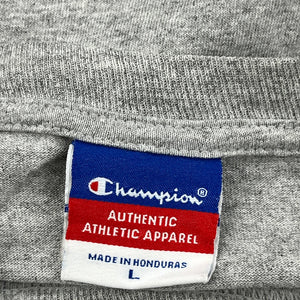 Champion®
AUTHENTIC
ATHLETIC APPAREL
MADE IN HONDURAS
L